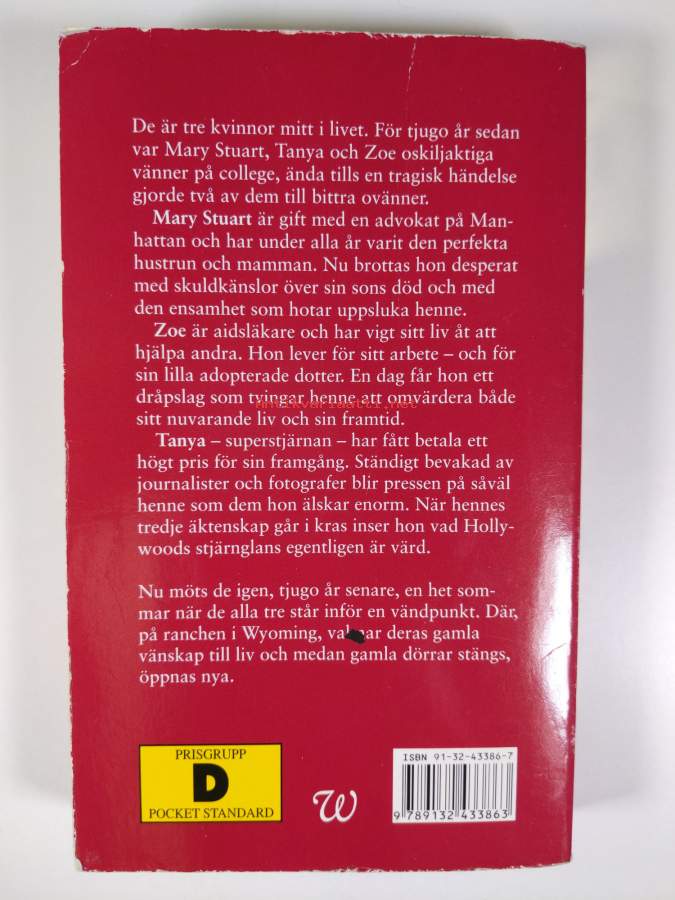 De är tre kvinnor mitt i livet. För tjugo år sedan
var Mary Stuart, Tanya och Zoe oskiljaktiga
vänner på college, ända tills en tragisk händelse
gjorde två av dem till bittra ovänner.
Mary Stuart är gift med en advokat på Man-
hattan och har under alla år varit den perfekta
hustrun och mamman. Nu brottas hon desperat
med skuldkänslor över sin sons död och med
den ensamhet som hotar uppsluka henne.
Zoe är aidsläkare och har vigt sitt liv åt att
hjälpa andra. Hon lever för sitt arbete – och för
sin lilla adopterade dotter. En dag får hon ett
dråpslag som tvingar henne att omvärdera både
antikvariaatti.net
sitt nuvarande liv och sin framtid.
Tanya – superstjärnan – har fått betala ett
högt pris för sin framgång. Ständigt bevakad av
journalister och fotografer blir pressen på såväl
henne som dem hon älskar enorm. När hennes
tredje äktenskap går i kras inser hon vad Holly-
woods stjärnglans egentligen är värd.
Nu möts de igen, tjugo år senare, en het som-
mar när de alla tre står inför en vändpunkt. Där,
på ranchen i Wyoming, deras gamla
vänskap till liv och medan gamla dörrar stängs,
öppnas nya.
PRISGRUPP
D
POCKET STANDARD
W
ISBN 91-32-43386-7
9 789132 433863